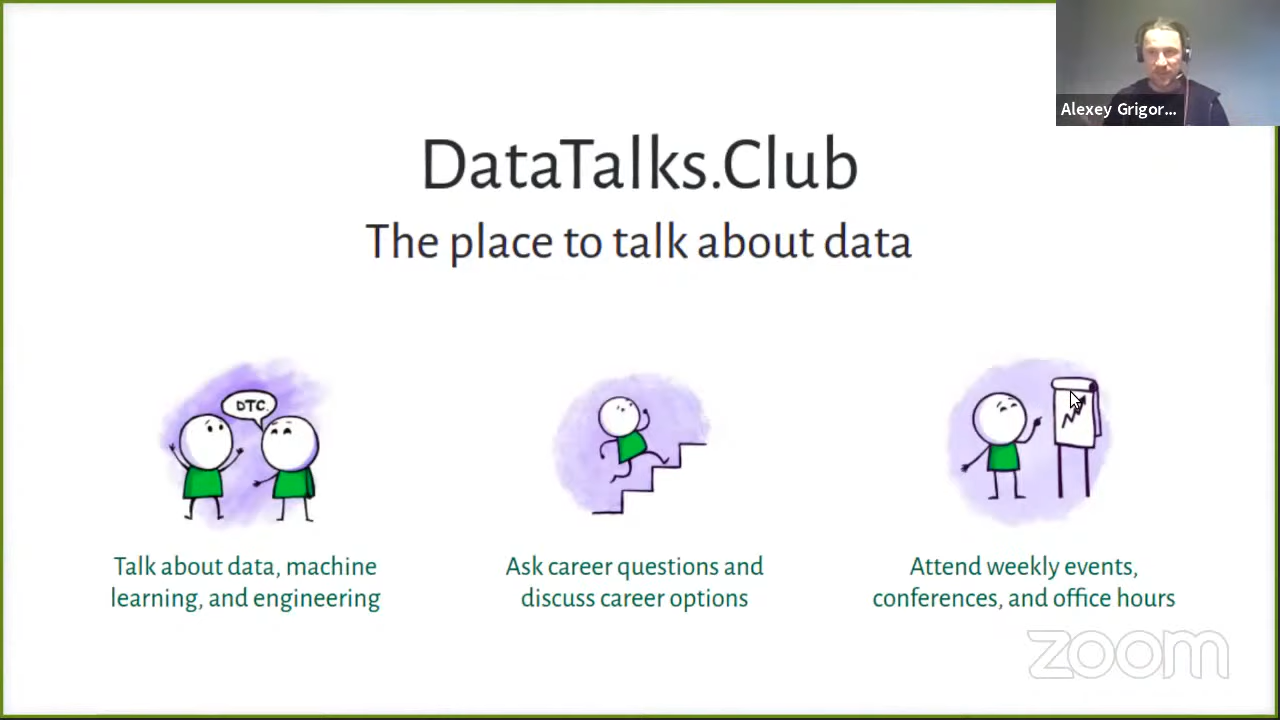 Alexey Grigor...
DataTalks.Club
The place to talk about data
DTC.
Talk about data, machine
learning, and engineering
Ask career questions and
discuss career options
Attend weekly events,
conferences, and office hours
zoom